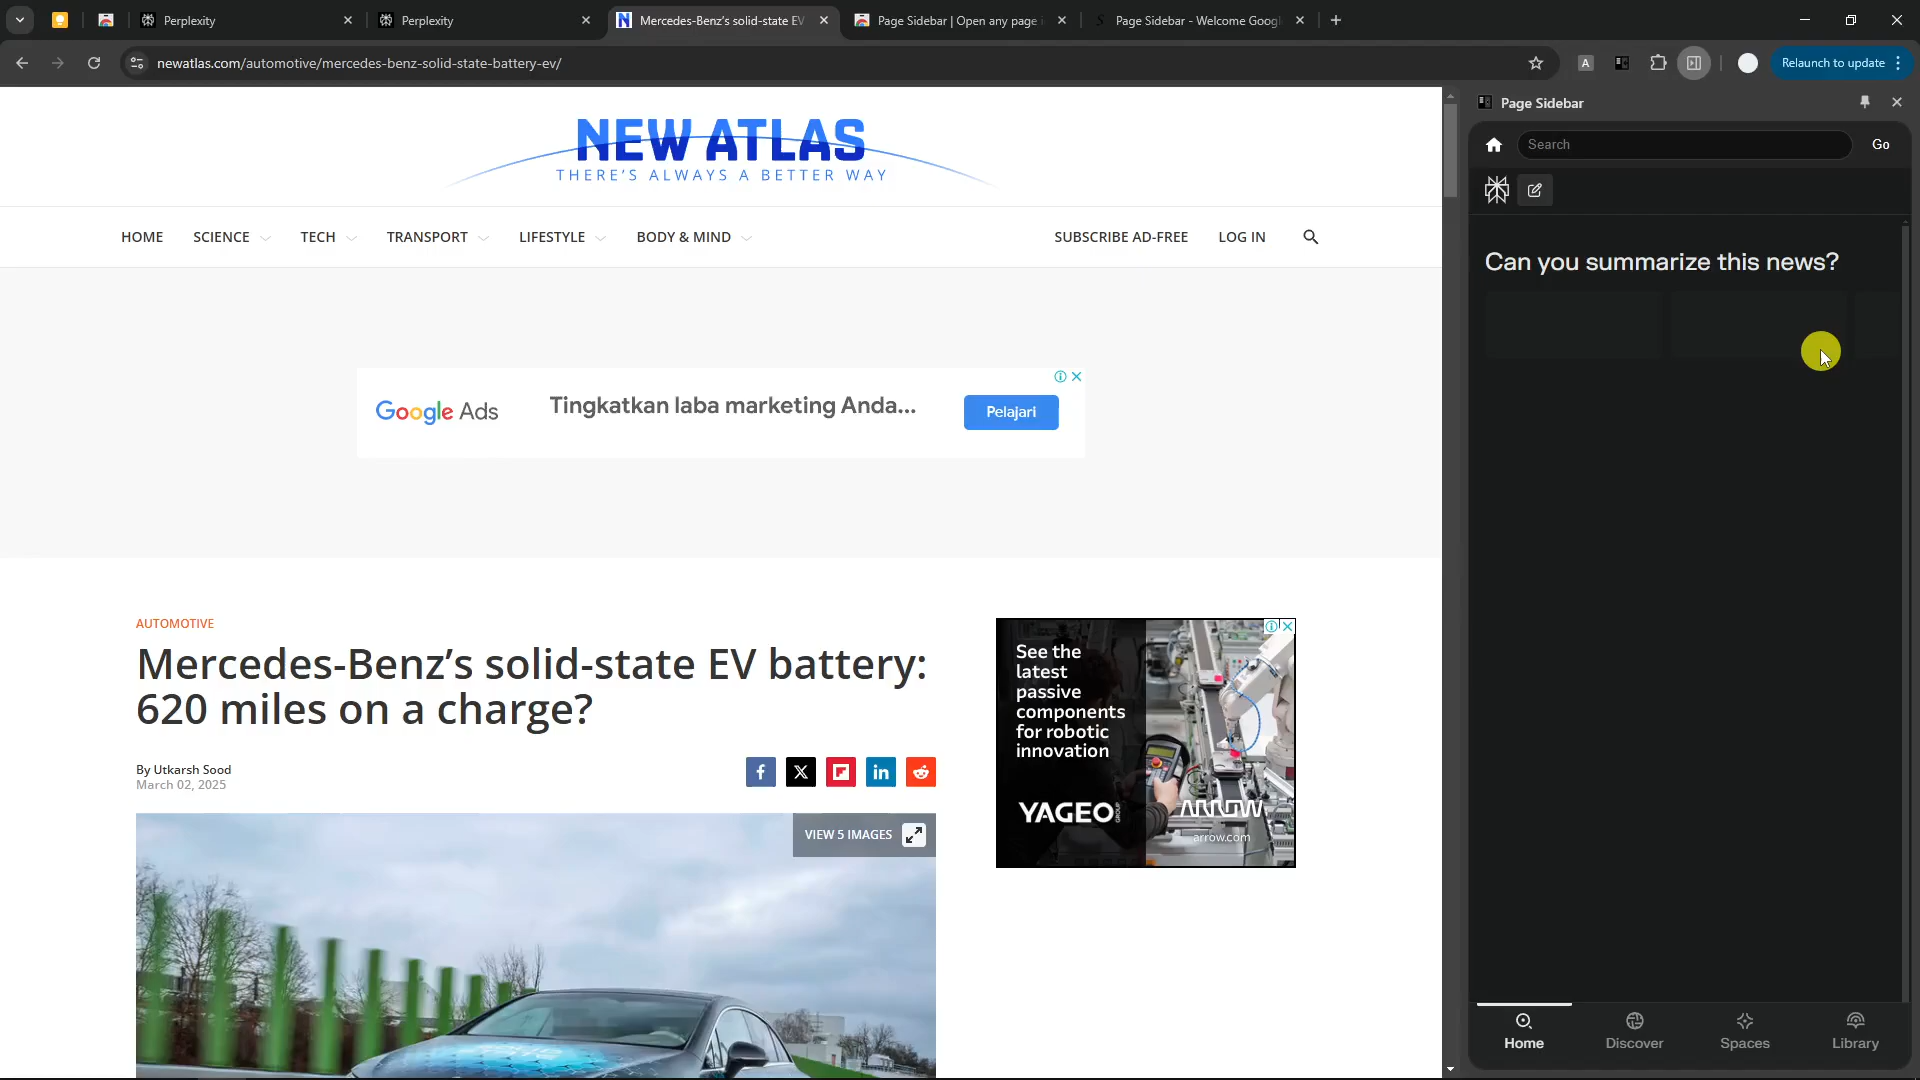 Perplexity
Perplexity
Mercedes-Benz's solid-state EV
Page Sidebar | Open any page i
Page Sidebar - Welcome Googl
newatlas.com/automotive/mercedes-benz-solid-state-battery-ev/
A
Relaunch to update
Page Sidebar
Search
Go
Can you summarize this news?
NEW ATLAS
THERE'S ALWAYS A BETTER WAY
HOME
SCIENCE
TECH
TRANSPORT
LIFESTYLE
BODY & MIND
SUBSCRIBE AD-FREE
LOG IN
Google Ads
Tingkatkan laba marketing Anda...
Pelajari
AUTOMOTIVE
Mercedes-Benz’s solid-state EV battery:
620 miles on a charge?
By Utkarsh Sood
March 02, 2025
VIEW 5 IMAGES
See the
latest
passive
components
for robotic
innovation
YAGEO
GROUP
ARROW
arrow.com
Home
Discover
Spaces
Library